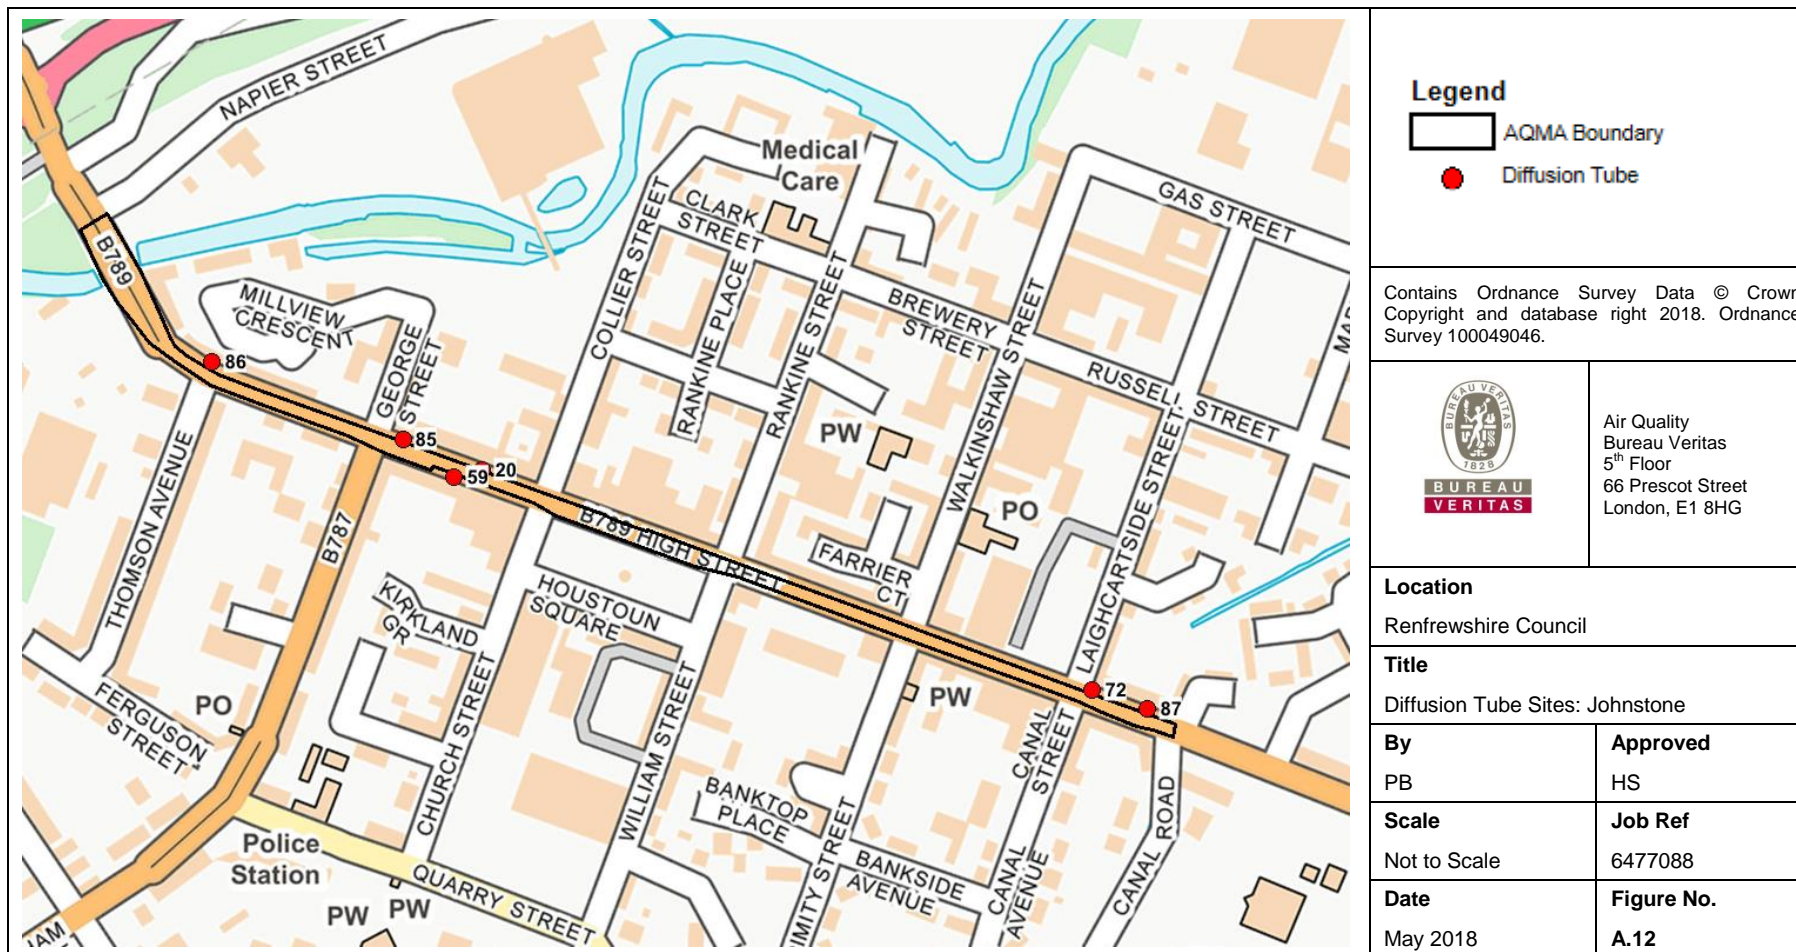 NAPIER STREET
B789
MILLVIEW
CRESCENT
GEORGE
STREET
86
85
20
59
COLLIER STREET
CLARK
STREET
Medical
Care
RANKINE PLACE
RANKINE STREET
BREWERY
STREET
WALKINSHAW STREET
GAS STREET
RUSSELL STREET
LAIGHCARTSIDE STREET
PW
PO
FARRIER
CT
B789 HIGH STREET
THOMSON AVENUE
B787
KIRKLAND
GR
HOUSTOUN
SQUARE
CHURCH STREET
WILLIAM STREET
FERGUSON
STREET
PO
Police
Station
QUARRY STREET
PW
PW
PW
72
87
CANAL
STREET
CANAL ROAD
BANKTOP
PLACE
BANKSIDE
AVENUE
CANAL
AVENUE
IMITY STREET
HAM
Legend
AQMA Boundary
Diffusion Tube
Contains Ordnance Survey Data © Crown
Copyright and database right 2018. Ordnance
Survey 100049046.
BUREAU VERITAS
1828
BUREAU
VERITAS
Air Quality
Bureau Veritas
5th Floor
66 Prescot Street
London, E1 8HG
Location
Renfrewshire Council
Title
Diffusion Tube Sites: Johnstone
By
Approved
PB
HS
Scale
Job Ref
Not to Scale
6477088
Date
Figure No.
May 2018
A.12